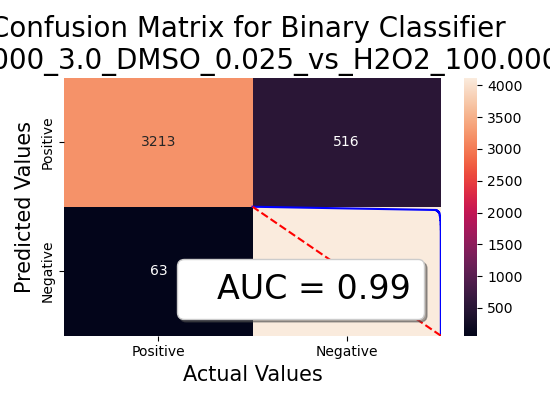 Confusion Matrix for Binary Classifier
000_3.0_DMSO_0.025_vs_H2O2_100.000
Predicted Values
Positive
Negative
3213
516
63
AUC = 0.99
Positive
Negative
Actual Values
4000
3500
3000
2500
2000
1500
1000
500